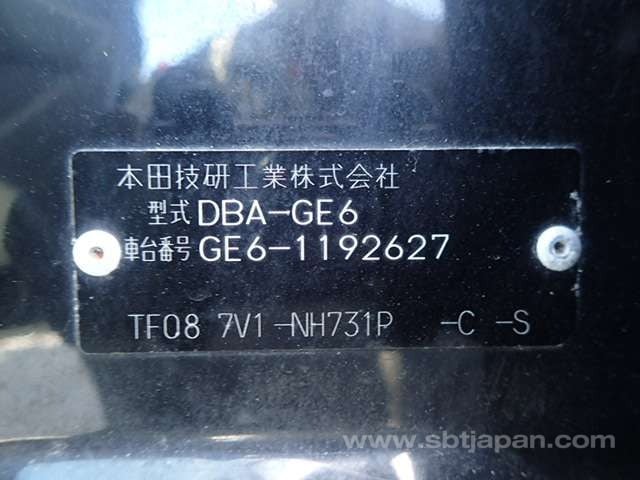 本田技研工業株式会社
型式 DBA-GE6
車台番号 GE6-1192627
TF08 7V1-NH731P -C -S
www.sbtjapan.com